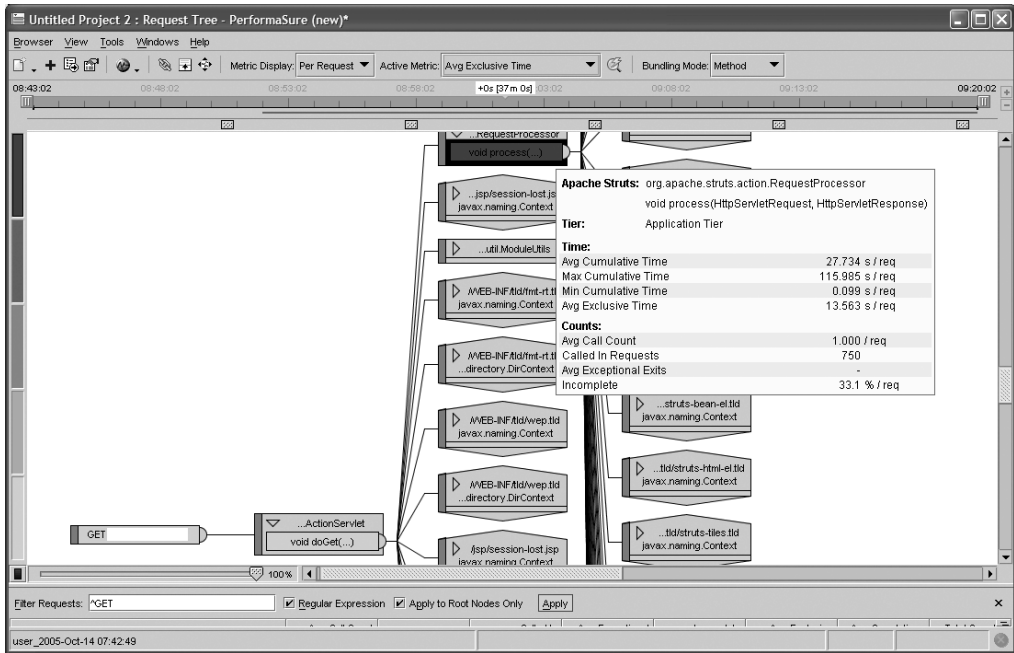 Untitled Project 2 : Request Tree - PerformaSure (new)*
Browser View Tools Windows Help
Metric Display: Per Request Active Metric: Avg Exclusive Time Bundling Mode: Method
08:43:02 08:48:02 08:53:02 08:58:02 +0s [37m 0s] :03:02 09:08:02 09:13:02 09:20:02
...RequestProcessor
void process(...)
Apache Struts: org.apache.struts.action.RequestProcessor
void process(HttpServletRequest, HttpServletResponse)
Tier: Application Tier
Time:
Avg Cumulative Time 27.734 s / req
Max Cumulative Time 115.985 s / req
Min Cumulative Time 0.099 s / req
Avg Exclusive Time 13.563 s / req
Counts:
Avg Call Count 1.000 / req
Called In Requests 750
Avg Exceptional Exits -
Incomplete 33.1 % / req
...jsp/session-lost.js
javax.naming.Context
...util.ModuleUtils
/WEB-INF/tld/fmt-rt.tl
javax.naming.Context
/WEB-INF/tld/fmt-rt.tl
...directory.DirContext
/WEB-INF/tld/wep.tld
javax.naming.Context
/WEB-INF/tld/wep.tld
...directory.DirContext
/jsp/session-lost.jsp
javax.naming.Context
...struts-bean-el.tld
javax.naming.Context
...tld/struts-html-el.tld
javax.naming.Context
...tld/struts-tiles.tld
javax.naming.Context
GET
...ActionServlet
void doGet(...)
100%
Filter Requests: ^GET Regular Expression Apply to Root Nodes Only Apply
user_2005-Oct-14 07:42:49